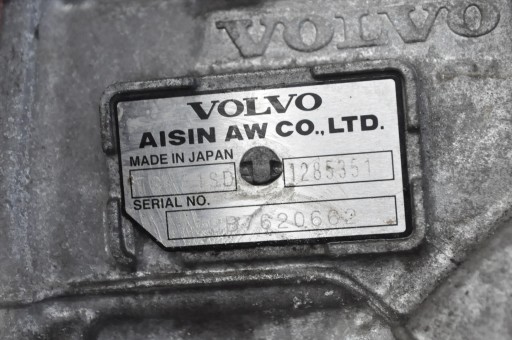 VOLVO
VOLVO
AISIN AW CO., LTD.
MADE IN JAPAN
1285351
SERIAL NO.